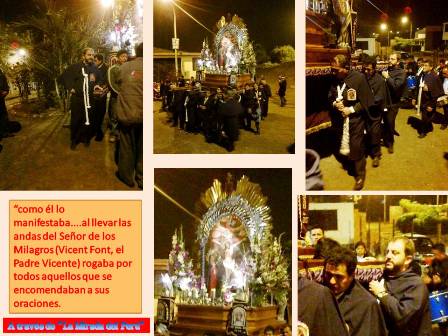 “como él lo
manifestaba....al llevar las
andas del Señor de los
Milagros (Vicent Font, el
Padre Vicente) rogaba por
todos aquellos que se
encomendaban a sus
oraciones.
A través de "La Mirada del Perú"